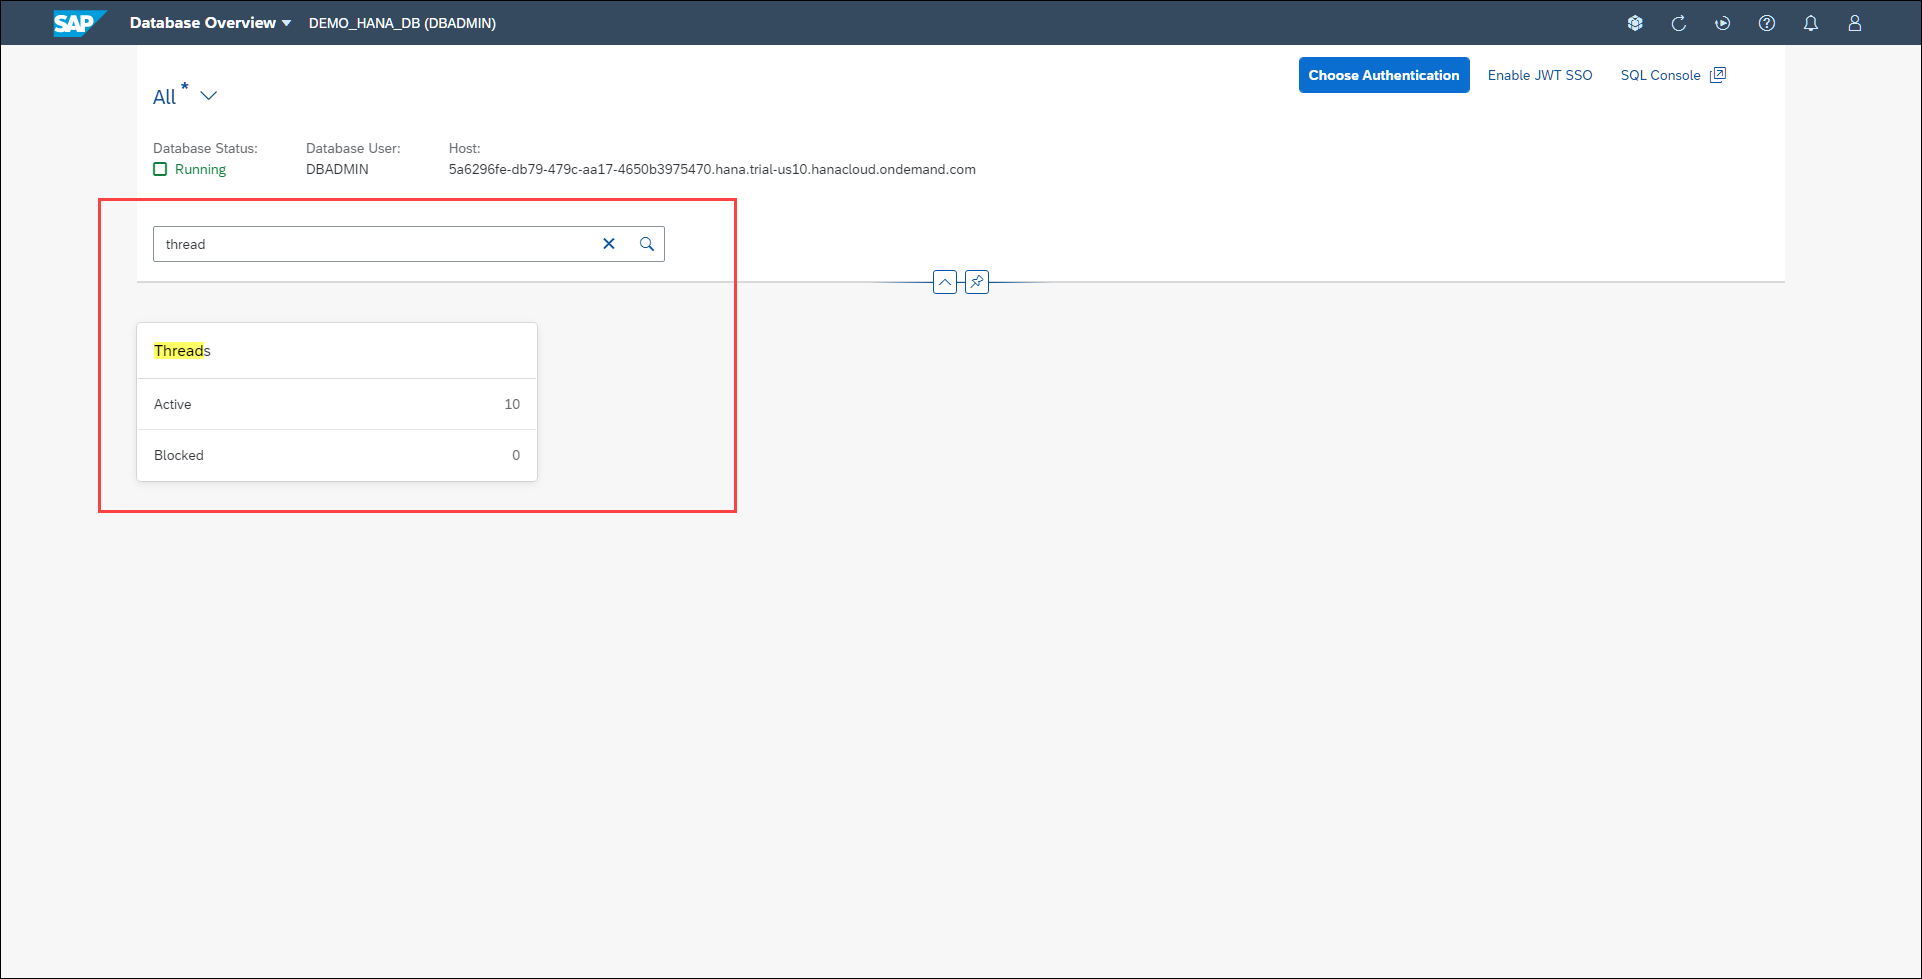 SAP Database Overview DEMO_HANA_DB (DBADMIN)
Choose Authentication Enable JWT SSO SQL Console
All *
Database Status: Database User: Host:
Running DBADMIN 5a6296fe-db79-479c-aa17-4650b3975470.hana.trial-us10.hanacloud.ondemand.com
thread
Threads
Active 10
Blocked 0